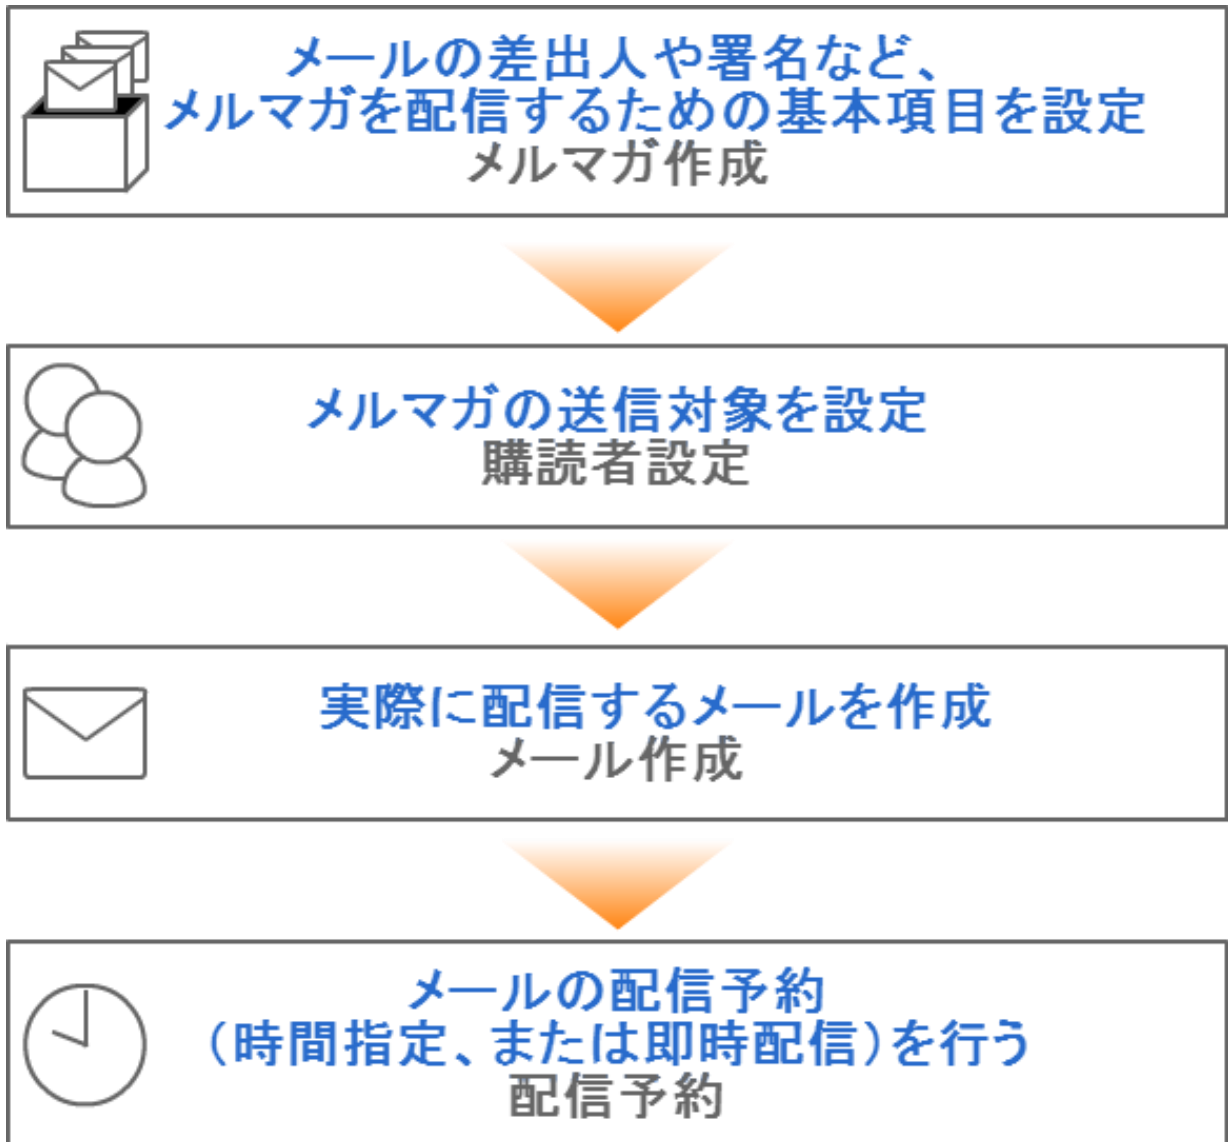 メールの差出人や署名など、
メルマガを配信するための基本項目を設定
メルマガ作成
メルマガの送信対象を設定
購読者設定
実際に配信するメールを作成
メール作成
メールの配信予約
（時間指定、または即時配信）を行う
配信予約